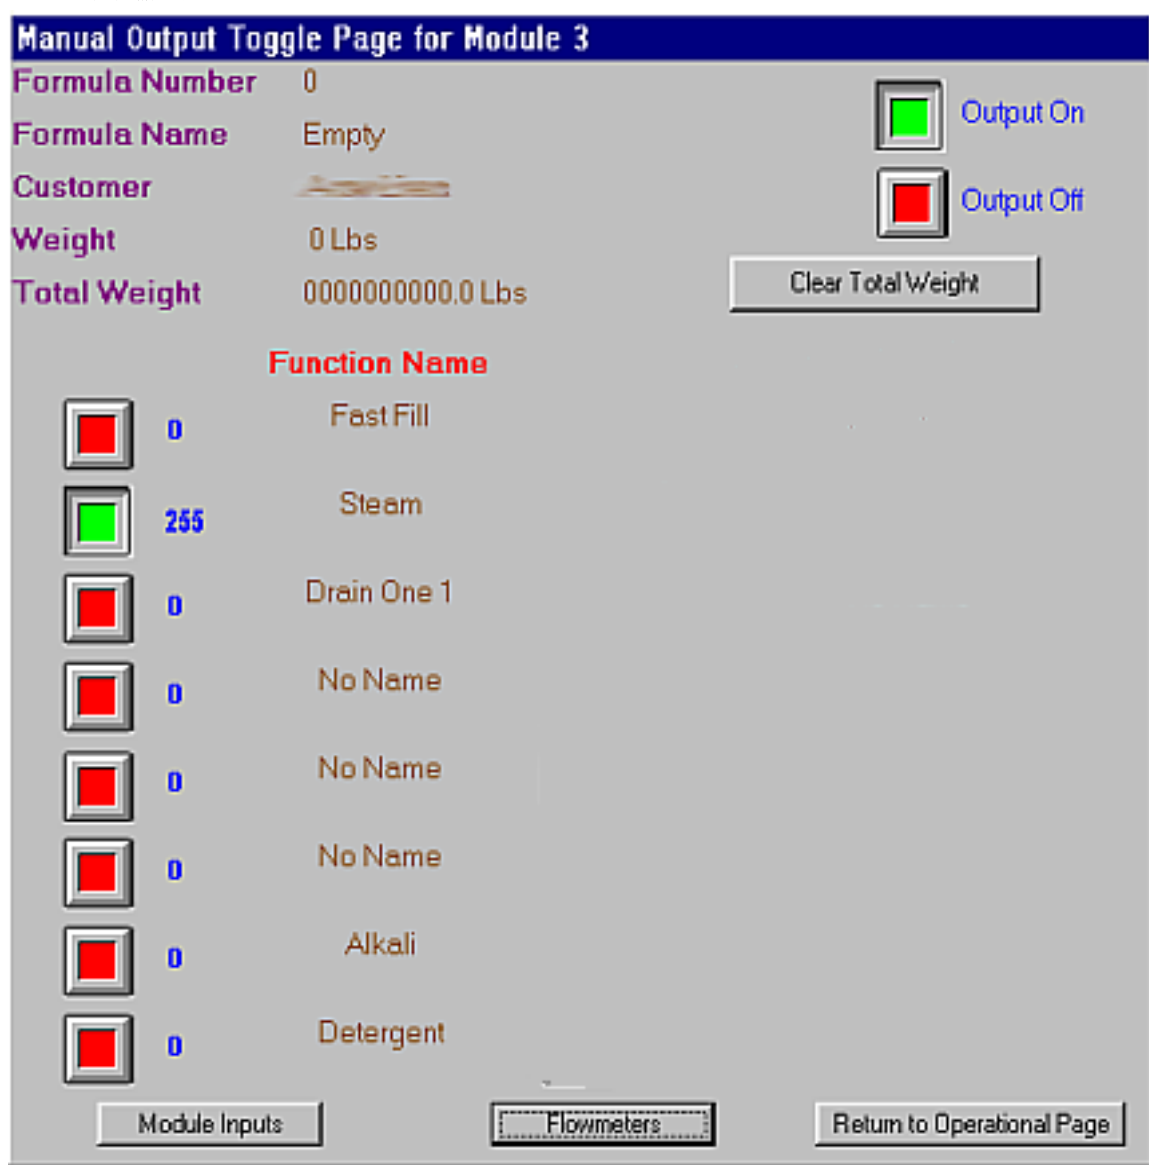 Manual Output Toggle Page for Module 3
Formula Number 0
Output On
Formula Name Empty
Customer
Output Off
Weight 0 Lbs
Clear Total Weight
Total Weight 0000000000.0 Lbs
Function Name
0 Fast Fill
255 Steam
0 Drain One 1
0 No Name
0 No Name
0 No Name
0 Alkali
0 Detergent
Module Inputs Flowmeters Return to Operational Page